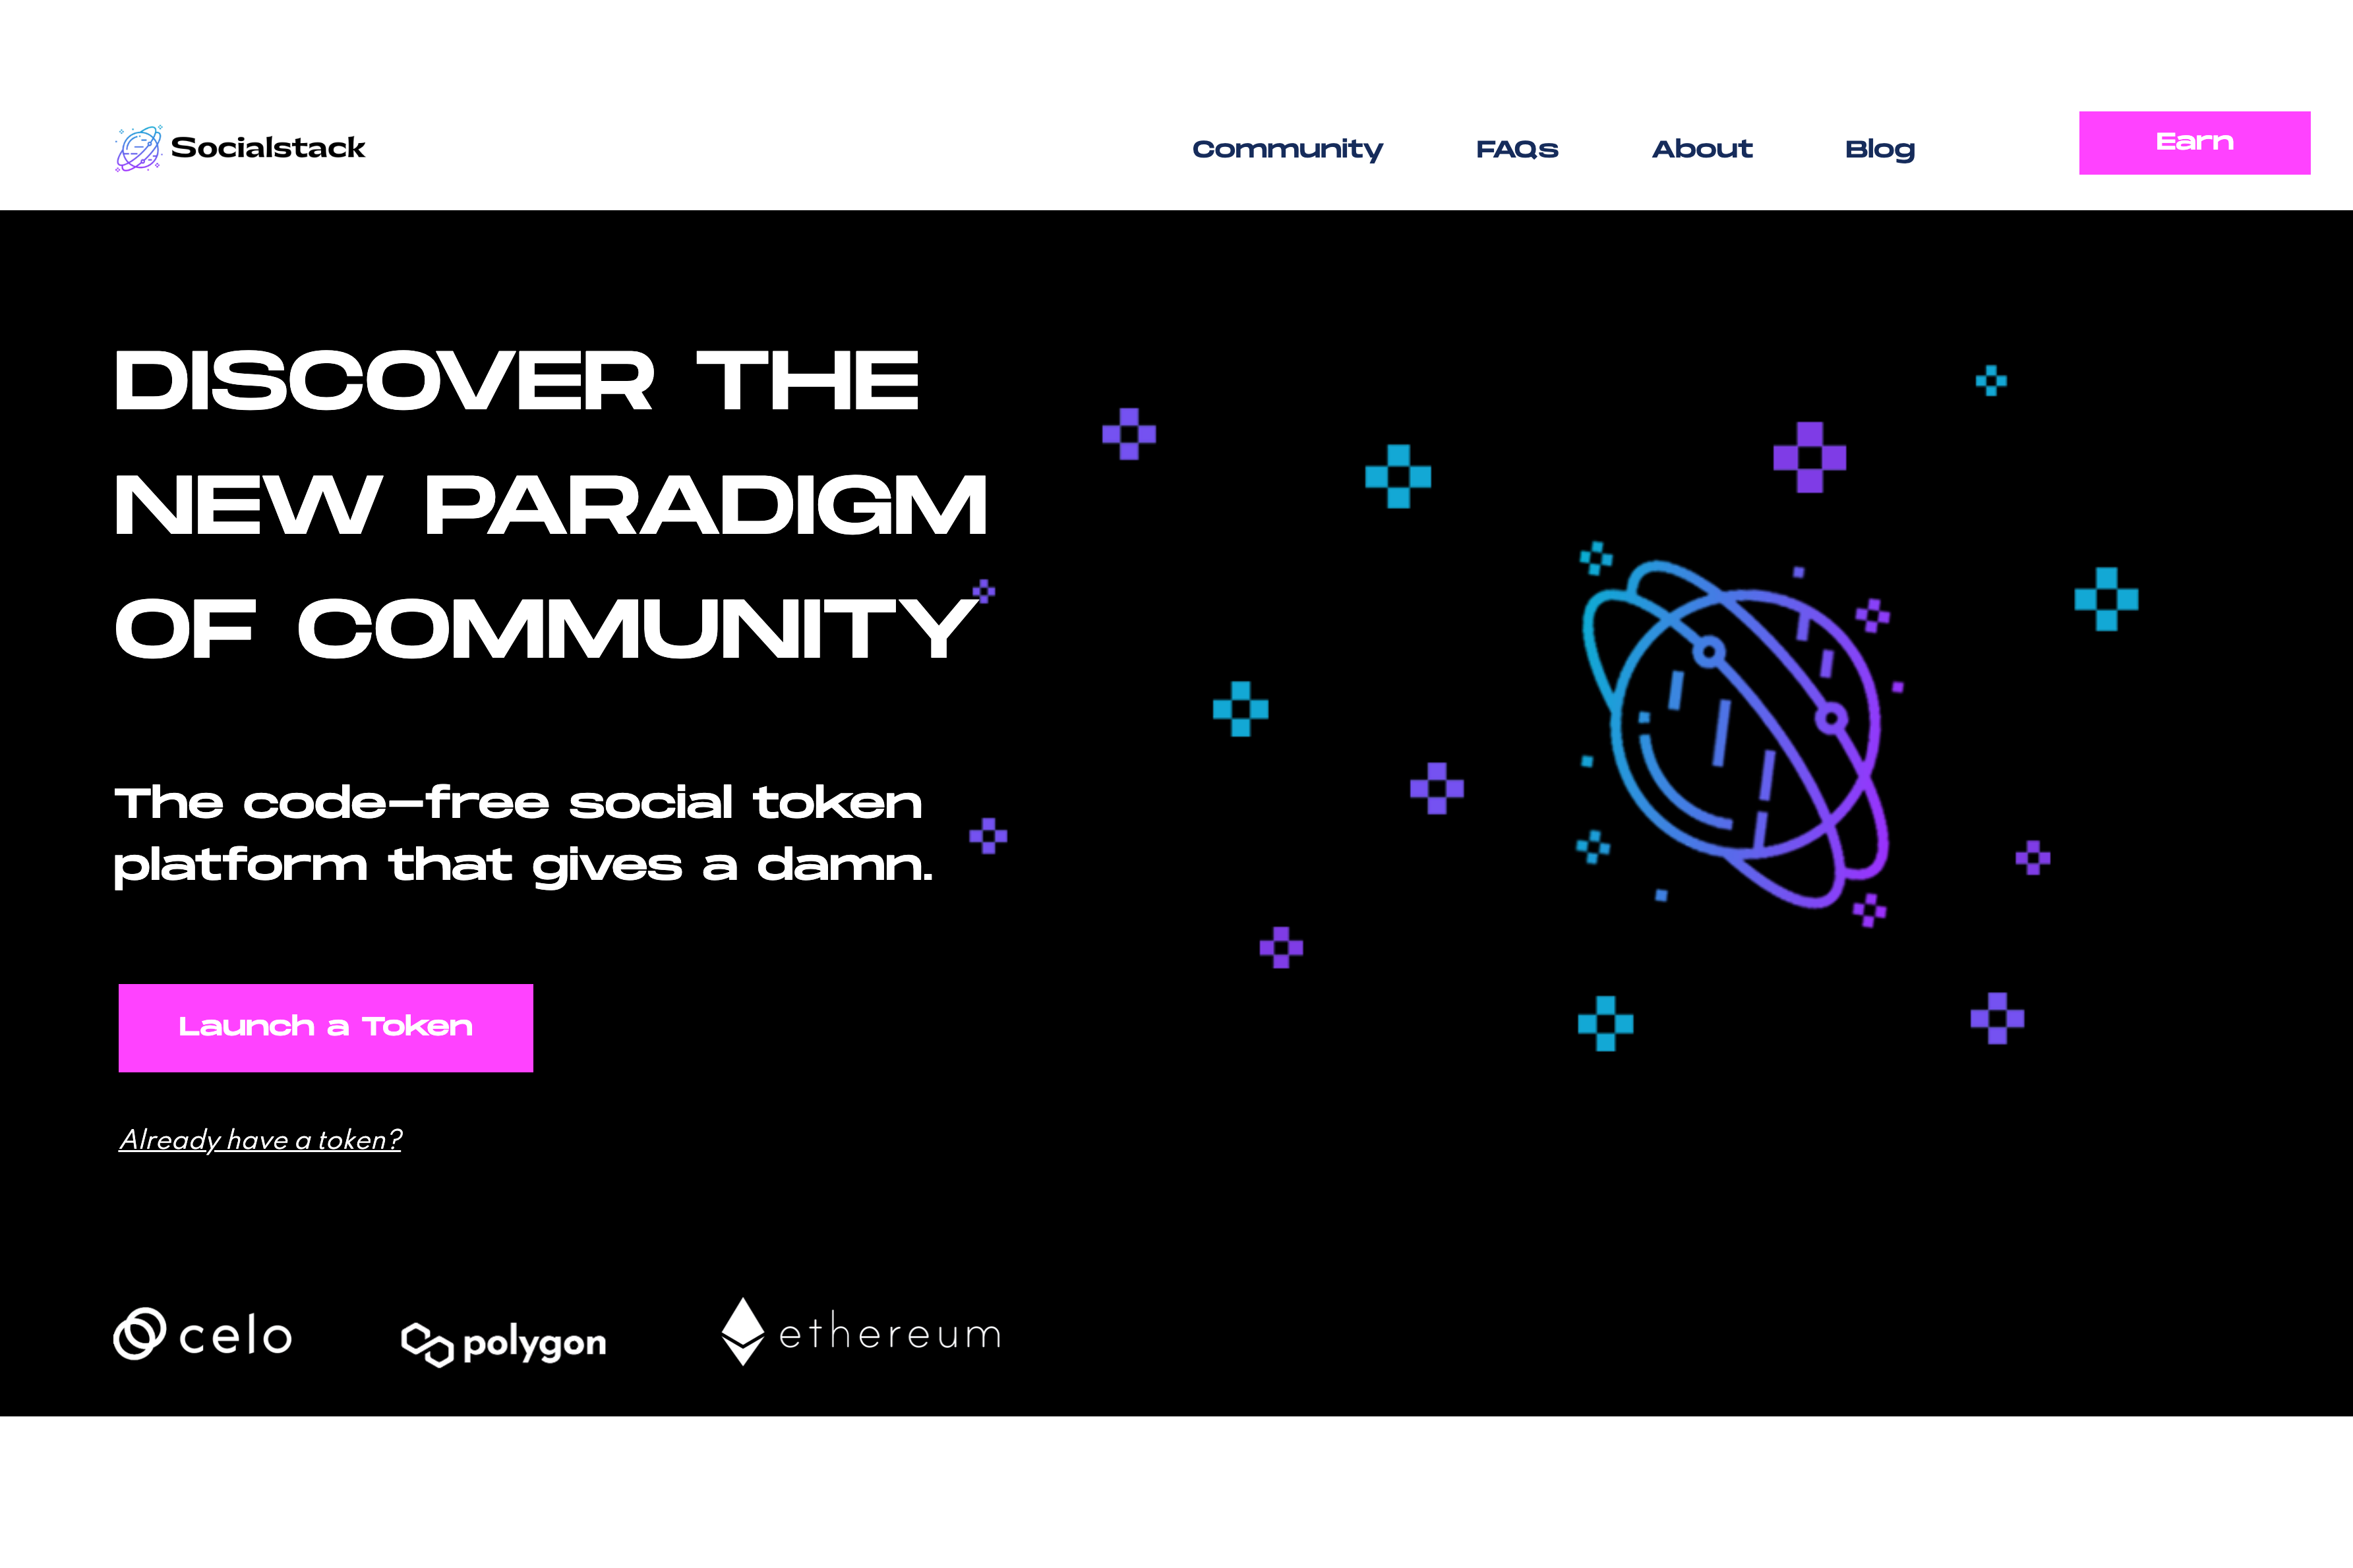 Socialstack
Community
FAQs
About
Blog
Earn
DISCOVER THE
NEW PARADIGM
OF COMMUNITY
The code–free social token
platform that gives a damn.
Launch a Token
Already have a token?
celo
polygon
ethereum